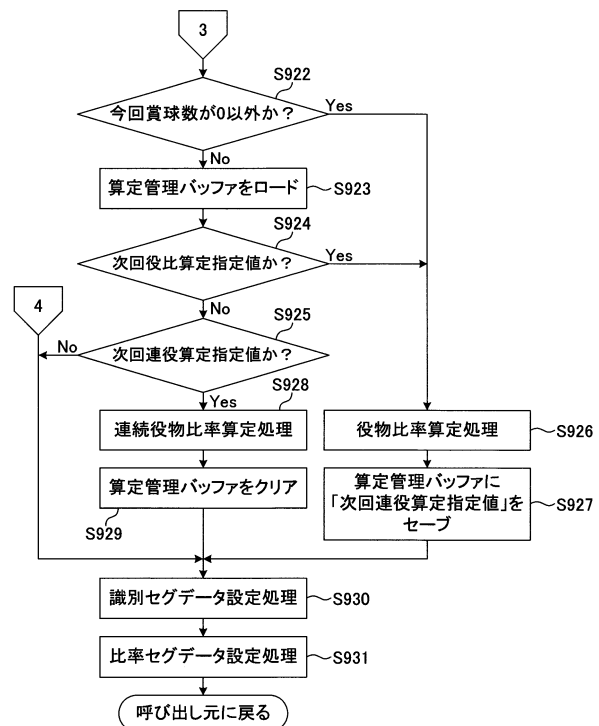 3
S922
今回賞球数が0以外か？
Yes
No
算定管理バッファをロード
S923
S924
次回役比算定指定値か？
Yes
4
No
S925
No
次回連役算定指定値か？
S928
Yes
連続役物比率算定処理
役物比率算定処理
S926
算定管理バッファをクリア
S929
算定管理バッファに
「次回連役算定指定値」を
セーブ
S927
識別セグデータ設定処理
S930
比率セグデータ設定処理
S931
呼び出し元に戻る